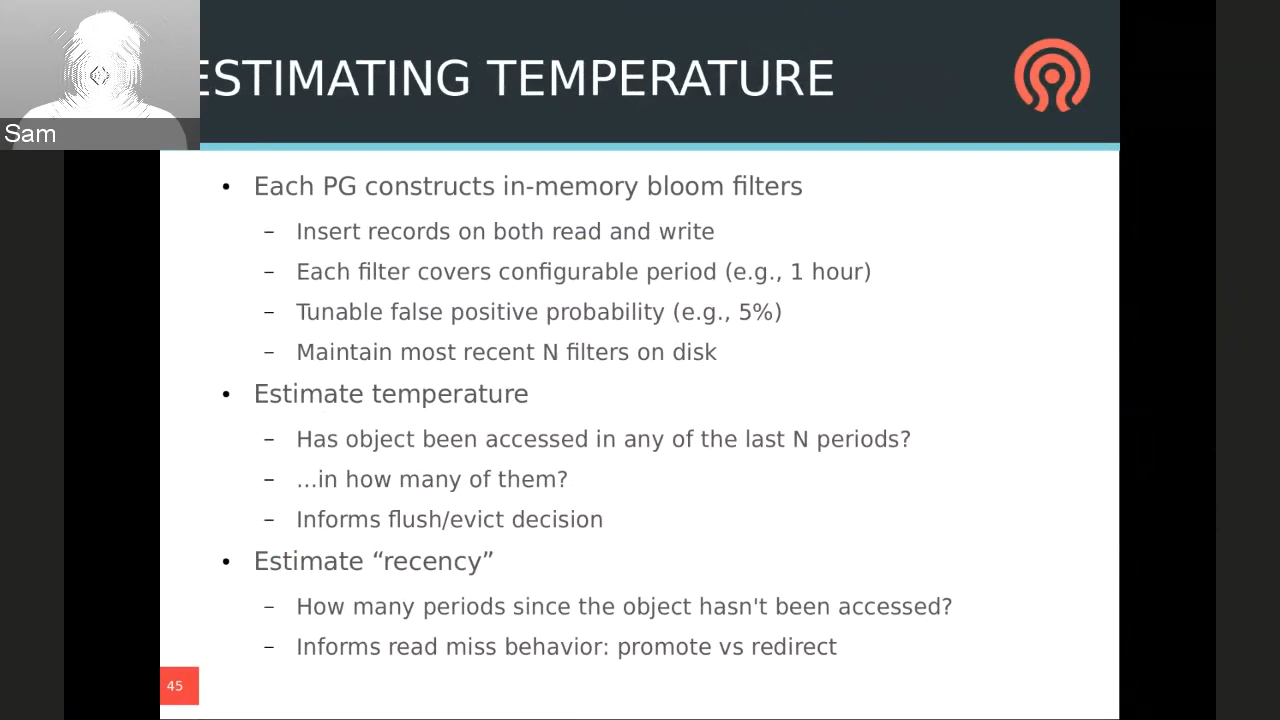 Sam
ESTIMATING TEMPERATURE
• Each PG constructs in-memory bloom filters
– Insert records on both read and write
– Each filter covers configurable period (e.g., 1 hour)
– Tunable false positive probability (e.g., 5%)
– Maintain most recent N filters on disk
• Estimate temperature
– Has object been accessed in any of the last N periods?
– ...in how many of them?
– Informs flush/evict decision
• Estimate “recency”
– How many periods since the object hasn't been accessed?
– Informs read miss behavior: promote vs redirect
45